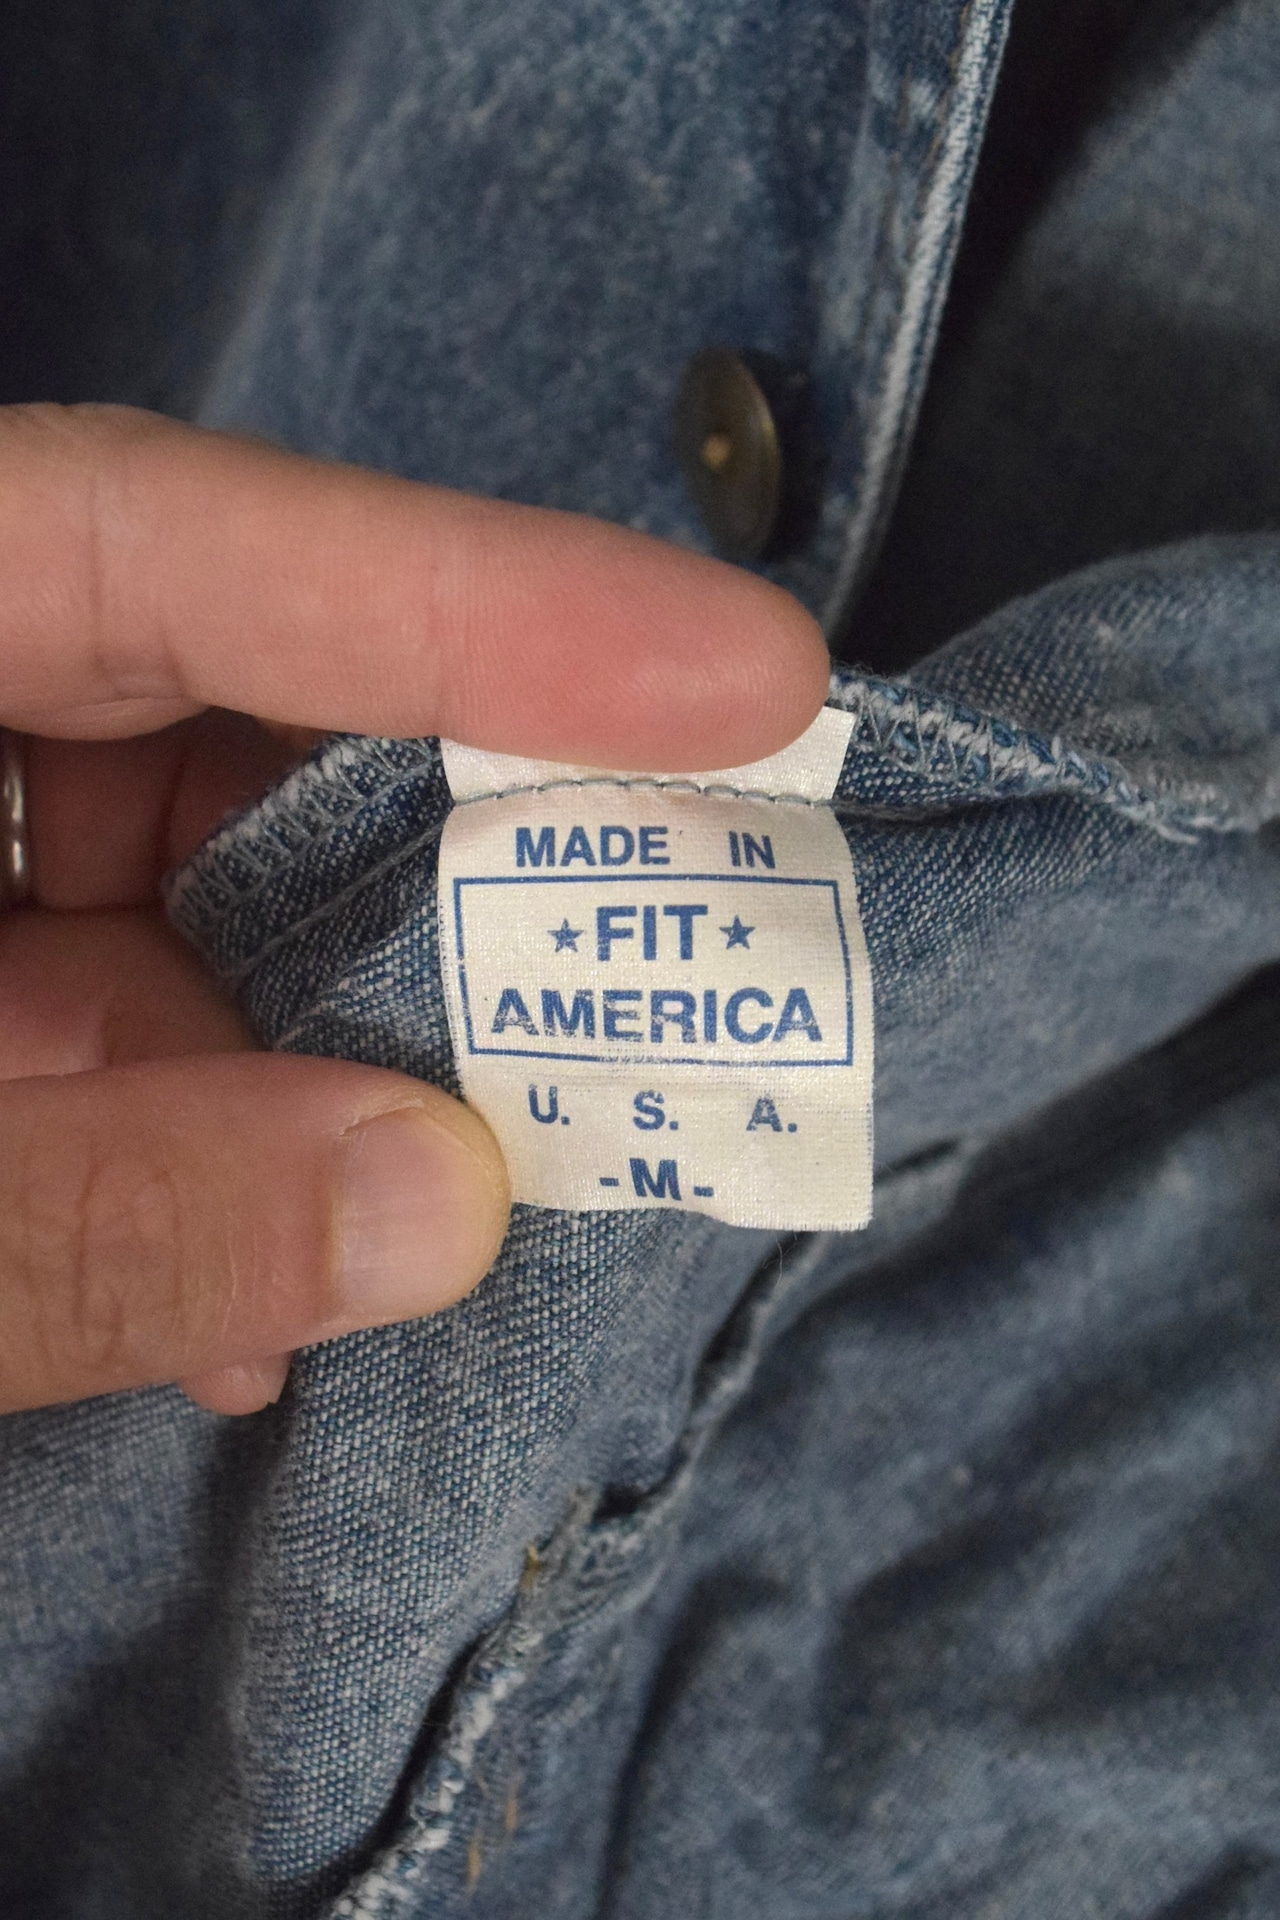 MADE IN
★FIT★
AMERICA
U. S. A.
-M-